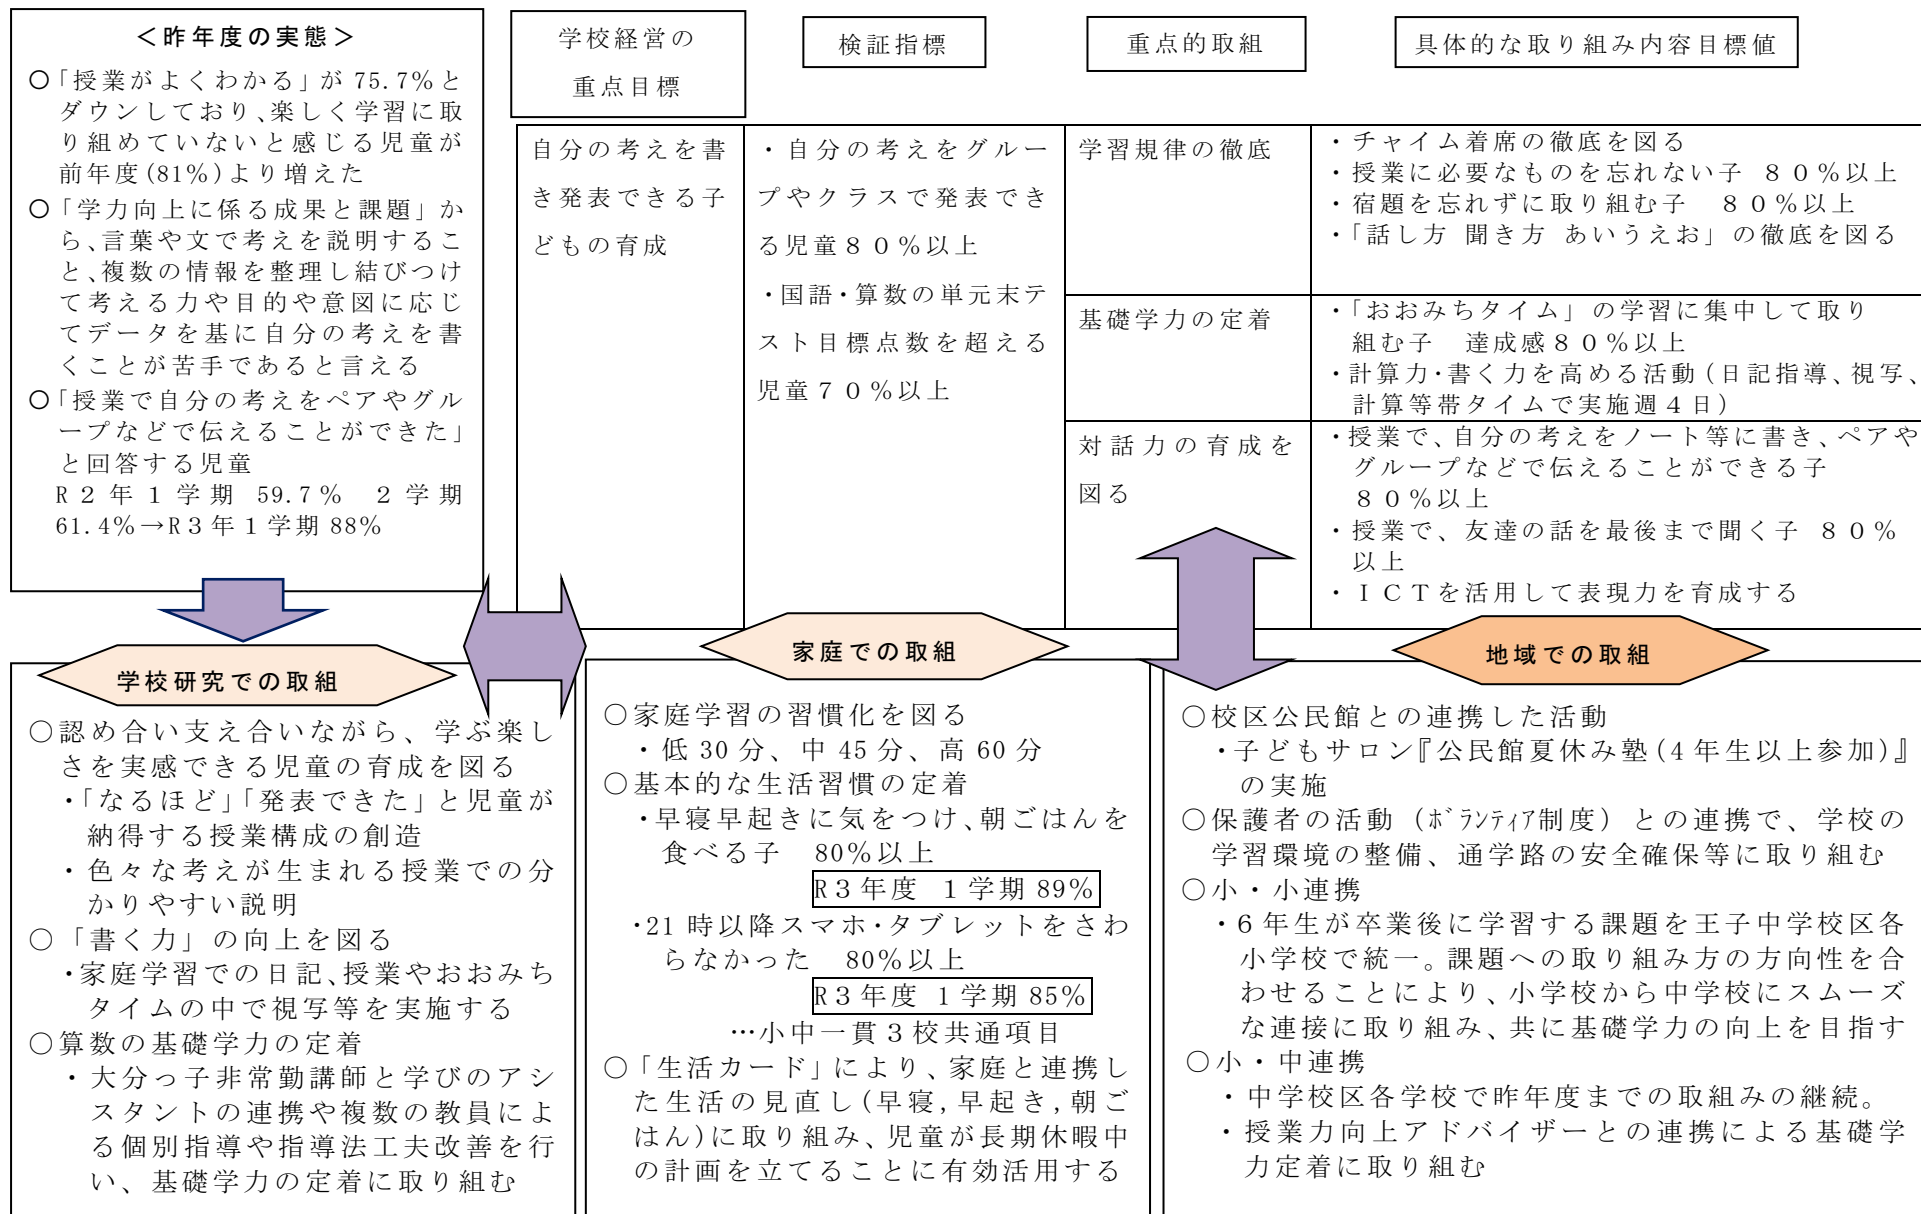 ＜昨年度の実態＞
○「授業がよくわかる」が 75.7％と
ダウンしており、楽しく学習に取
り組めていないと感じる児童が
前年度(81％)より増えた
○「学力向上に係る成果と課題」か
ら、言葉や文で考えを説明するこ
と、複数の情報を整理し結びつけ
て考える力や目的や意図に応じ
てデータを基に自分の考えを書
くことが苦手であると言える
○「授業で自分の考えをペアやグル
ープなどで伝えることができた」
と回答する児童
R２年１学期 59.7％　２学期
61.4％→R３年１学期 88％
学校経営の
重点目標
検証指標
重点的取組
具体的な取り組み内容目標値
自分の考えを書
き発表できる子
どもの育成
・自分の考えをグルー
プやクラスで発表でき
る児童８０％以上
・国語・算数の単元末テ
スト目標点数を超える
児童７０％以上
学習規律の徹底
・チャイム着席の徹底を図る
・授業に必要なものを忘れない子　８０％以上
・宿題を忘れずに取り組む子　８０％以上
・「話し方 聞き方 あいうえお」の徹底を図る
基礎学力の定着
・「おおみちタイム」の学習に集中して取り
組む子　達成感８０％以上
・計算力・書く力を高める活動（日記指導、視写、
計算等帯タイムで実施週４日）
対話力の育成を
図る
・授業で、自分の考えをノート等に書き、ペアや
グループなどで伝えることができる子
８０％以上
・授業で、友達の話を最後まで聞く子　８０％
以上
・ＩＣＴを活用して表現力を育成する
学校研究での取組
○認め合い支え合いながら、学ぶ楽し
さを実感できる児童の育成を図る
・「なるほど」「発表できた」と児童が
納得する授業構成の創造
・色々な考えが生まれる授業での分
かりやすい説明
○「書く力」の向上を図る
・家庭学習での日記、授業やおおみち
タイムの中で視写等を実施する
○算数の基礎学力の定着
・大分っ子非常勤講師と学びのアシ
スタントの連携や複数の教員によ
る個別指導や指導法工夫改善を行
い、基礎学力の定着に取り組む
家庭での取組
○家庭学習の習慣化を図る
・低 30 分、中 45 分、高 60 分
○基本的な生活習慣の定着
・早寝早起きに気をつけ、朝ごはんを
食べる子　80％以上
R３年度 １学期 89％
・21 時以降スマホ・タブレットをさわ
らなかった　80％以上
R３年度 １学期 85％
…小中一貫３校共通項目
○「生活カード」により、家庭と連携し
た生活の見直し(早寝,早起き,朝ご
はん)に取り組み、児童が長期休暇中
の計画を立てることに有効活用する
地域での取組
○校区公民館との連携した活動
・子どもサロン『公民館夏休み塾(4 年生以上参加)』
の実施
○保護者の活動（ﾎﾞﾗﾝﾃｨｱ制度）との連携で、学校の
学習環境の整備、通学路の安全確保等に取り組む
○小・小連携
・6 年生が卒業後に学習する課題を王子中学校区各
小学校で統一。課題への取り組み方の方向性を合
わせることにより、小学校から中学校にスムーズ
な連接に取り組み、共に基礎学力の向上を目指す
○小・中連携
・中学校区各学校で昨年度までの取組みの継続。
・授業力向上アドバイザーとの連携による基礎学
力定着に取り組む